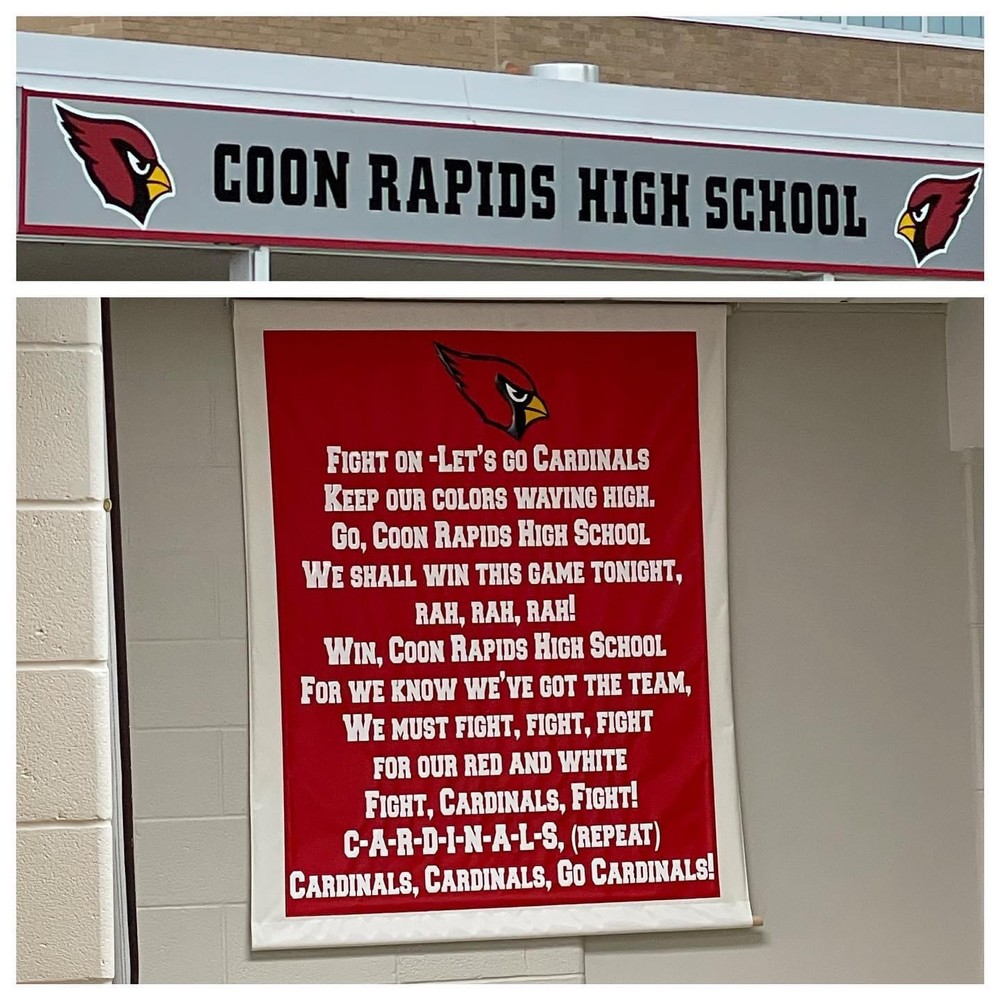 COON RAPIDS HIGH SCHOOL
FIGHT ON -LET'S GO CARDINALS
KEEP OUR COLORS WAVING HIGH.
GO, COON RAPIDS HIGH SCHOOL
WE SHALL WIN THIS GAME TONIGHT,
RAH, RAH, RAH!
WIN, COON RAPIDS HIGH SCHOOL
FOR WE KNOW WE'VE GOT THE TEAM,
WE MUST FIGHT, FIGHT, FIGHT
FOR OUR RED AND WHITE
FIGHT, CARDINALS, FIGHT!
C-A-R-D-I-N-A-L-S, (REPEAT)
CARDINALS, CARDINALS, GO CARDINALS!